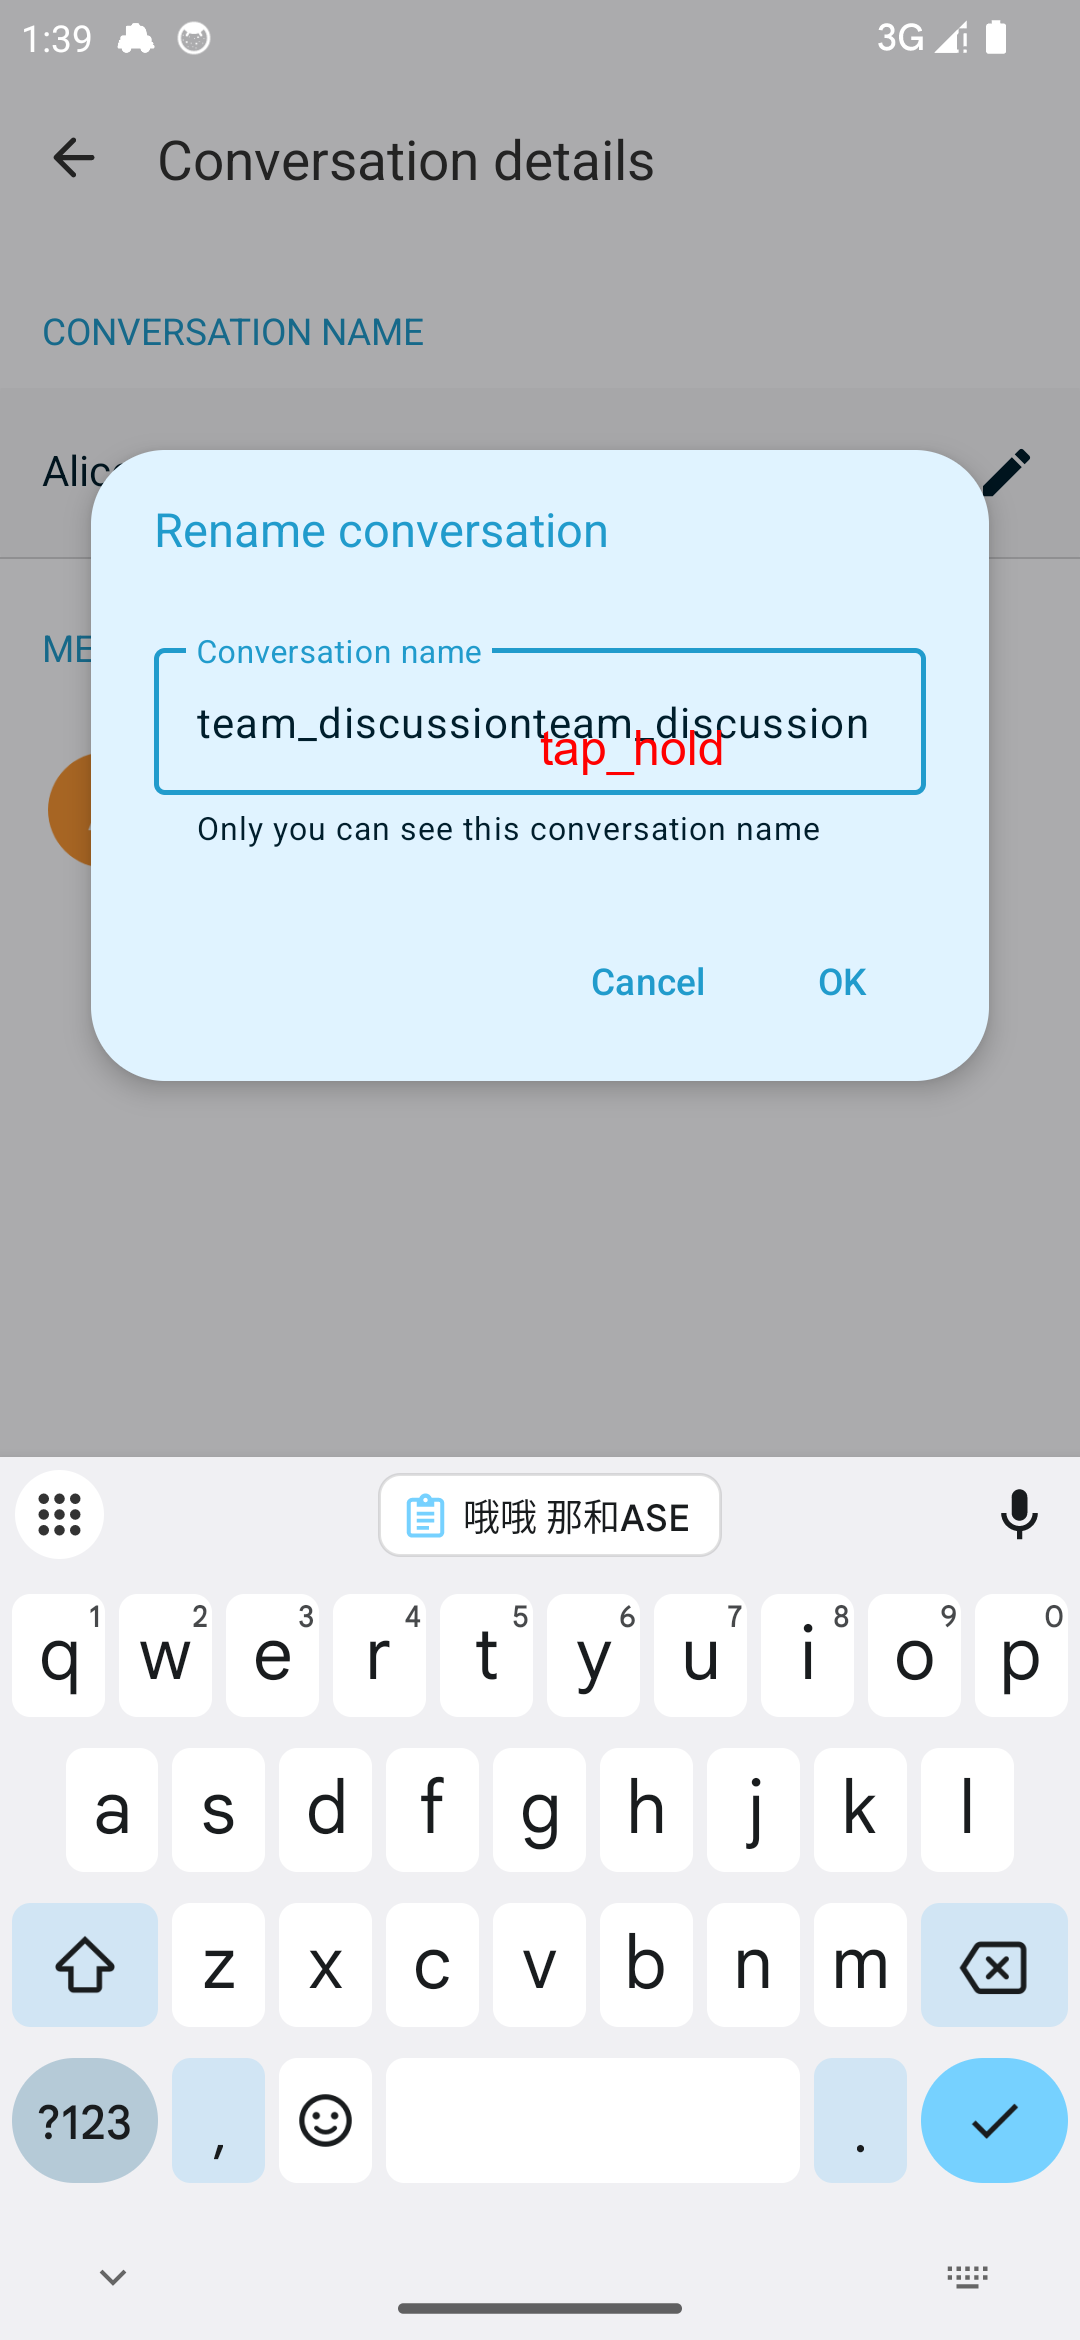 1:39
3G
Conversation details
CONVERSATION NAME
Alic
Rename conversation
ME
Conversation name
team_discussionteam_discussion
tap_hold
Only you can see this conversation name
Cancel OK
哦哦 那和ASE
1 2 3 4 5 6 7 8 9 0
q w e r t y u i o p
a s d f g h j k l
z x c v b n m
?123 , .